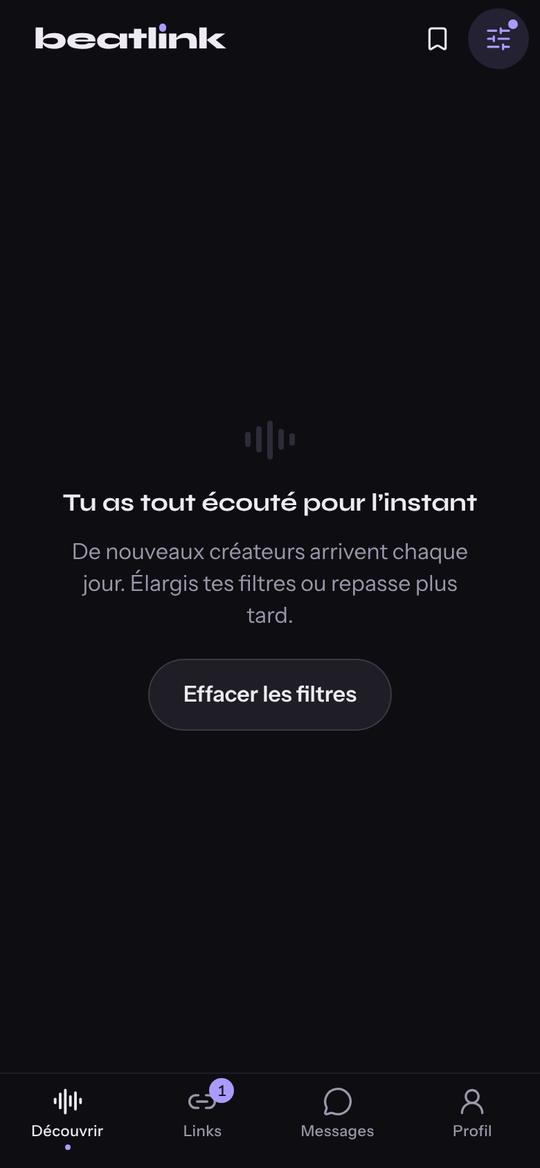 beatlink
Tu as tout écouté pour l’instant
De nouveaux créateurs arrivent chaque
jour. Élargis tes filtres ou repasse plus
tard.
Effacer les filtres
1
Découvrir
Links
Messages
Profil